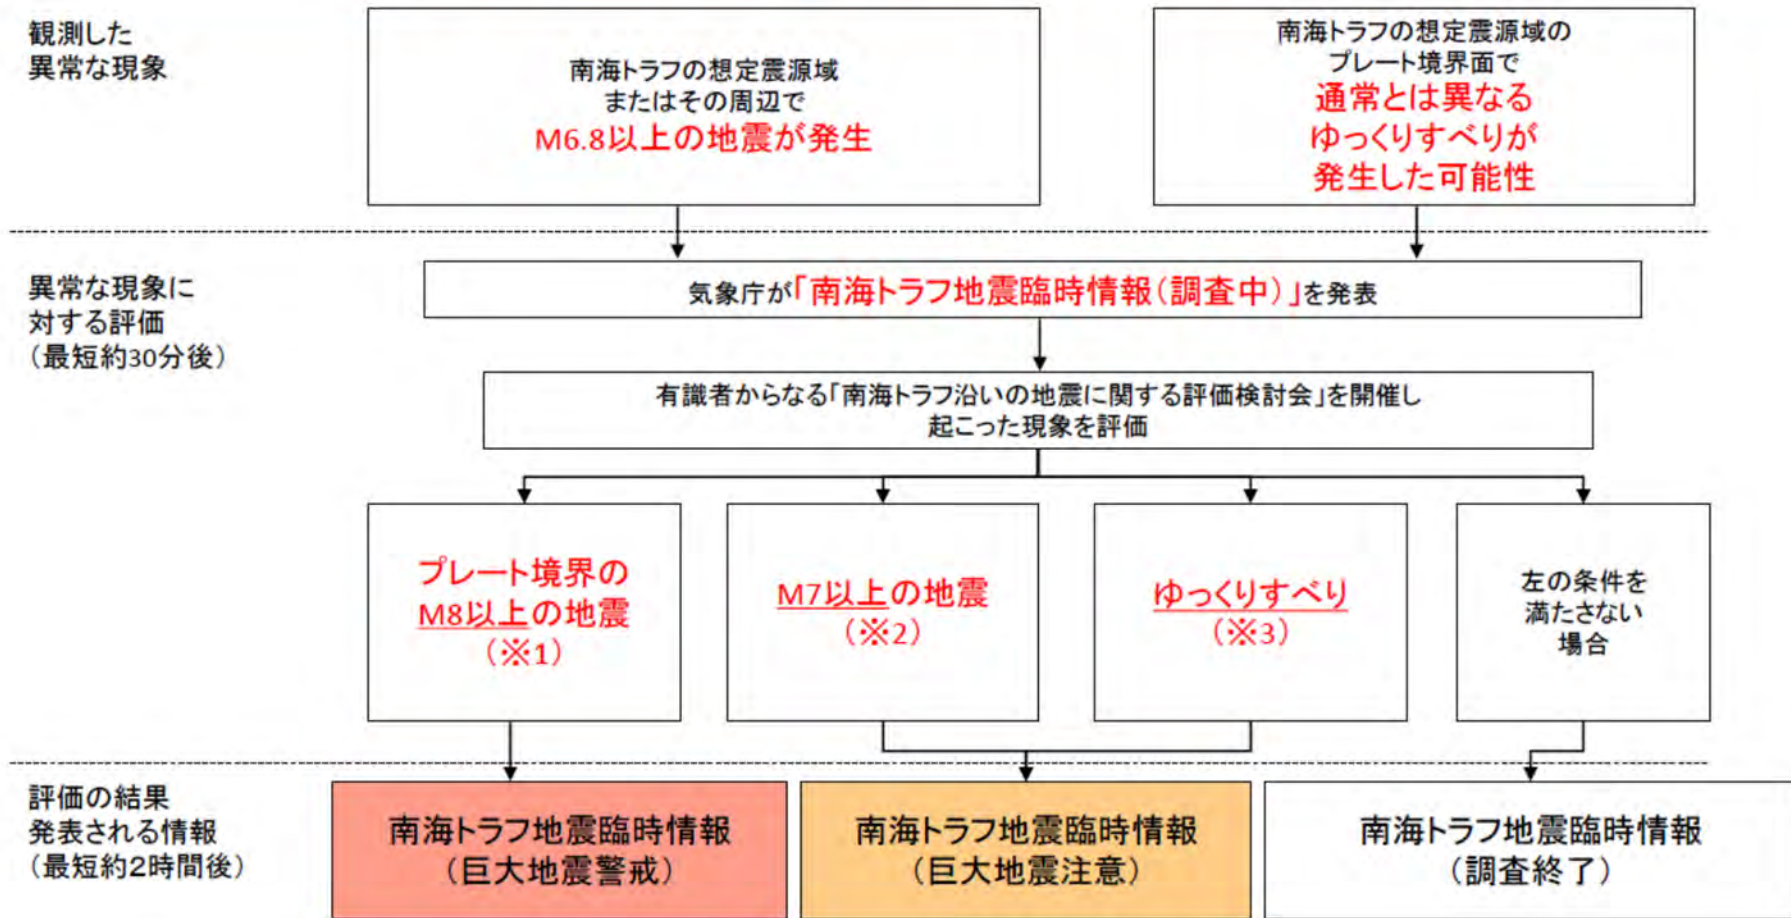 観測した
異常な現象
南海トラフの想定震源域
またはその周辺で
M6.8以上の地震が発生
南海トラフの想定震源域の
プレート境界面で
通常とは異なる
ゆっくりすべりが
発生した可能性
異常な現象に
対する評価
（最短約30分後）
気象庁が「南海トラフ地震臨時情報（調査中）」を発表
有識者からなる「南海トラフ沿いの地震に関する評価検討会」を開催し
起こった現象を評価
プレート境界の
M8以上の地震
（※1）
M7以上の地震
（※2）
ゆっくりすべり
（※3）
左の条件を
満たさない
場合
評価の結果
発表される情報
（最短約2時間後）
南海トラフ地震臨時情報
（巨大地震警戒）
南海トラフ地震臨時情報
（巨大地震注意）
南海トラフ地震臨時情報
（調査終了）